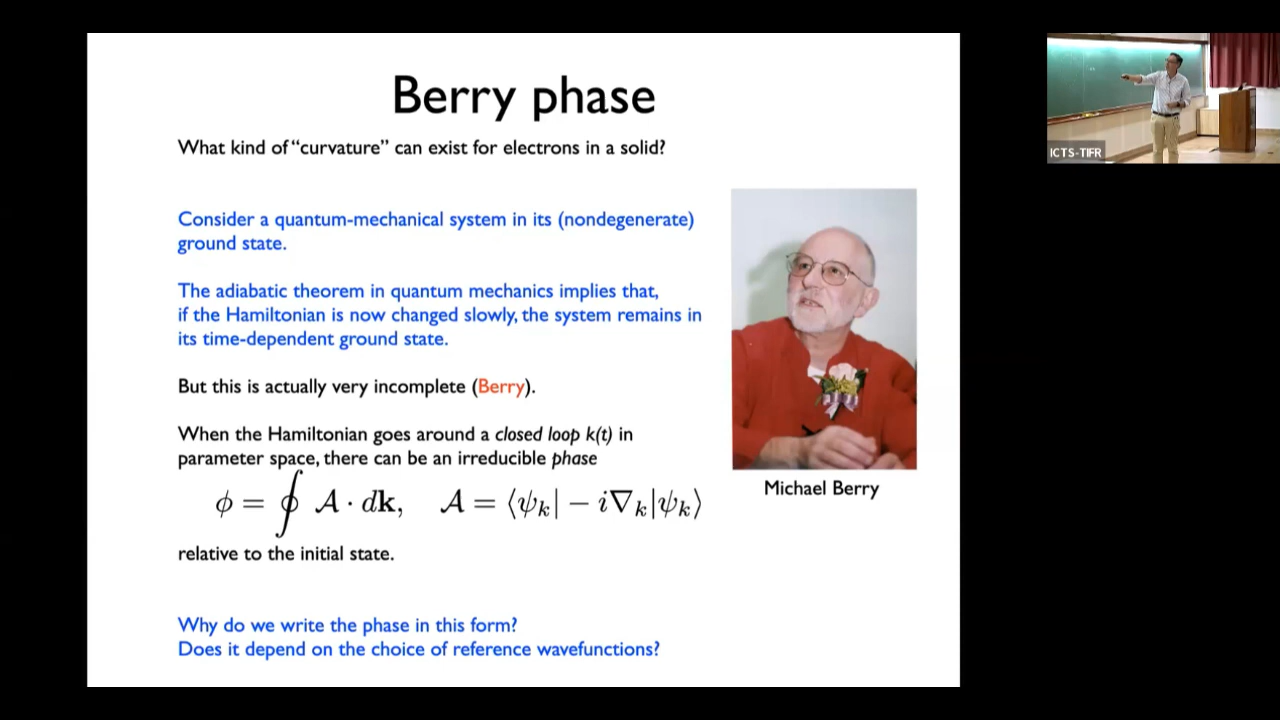 Berry phase
What kind of “curvature” can exist for electrons in a solid?
Consider a quantum-mechanical system in its (nondegenerate)
ground state.
The adiabatic theorem in quantum mechanics implies that,
if the Hamiltonian is now changed slowly, the system remains in
its time-dependent ground state.
But this is actually very incomplete (Berry).
When the Hamiltonian goes around a closed loop k(t) in
parameter space, there can be an irreducible phase
ϕ = ∮ 𝒜 · dk, 𝒜 = ⟨ψ_k| − i∇_k|ψ_k⟩
relative to the initial state.
Why do we write the phase in this form?
Does it depend on the choice of reference wavefunctions?
Michael Berry
ICTS-TIFR